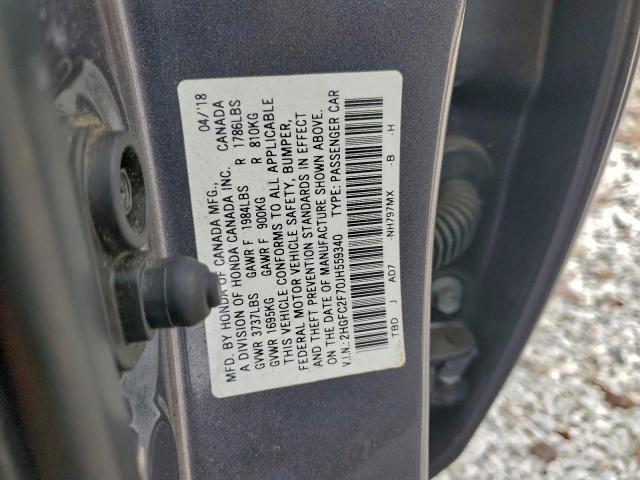 MFD. BY HONDA OF CANADA MFG., 04/'18
A DIVISION OF HONDA CANADA INC. CANADA
GVWR 3737LBS GAWR F 1984LBS R 1786LBS
GVWR 1695KG GAWR F 900KG R 810KG
THIS VEHICLE CONFORMS TO ALL APPLICABLE
FEDERAL MOTOR VEHICLE SAFETY, BUMPER,
AND THEFT PREVENTION STANDARDS IN EFFECT
ON THE DATE OF MANUFACTURE SHOWN ABOVE.
V.I.N.: 2HGFC2F70JH559340 TYPE: PASSENGER CAR
TBD J AD7 -NH797MX -B -H